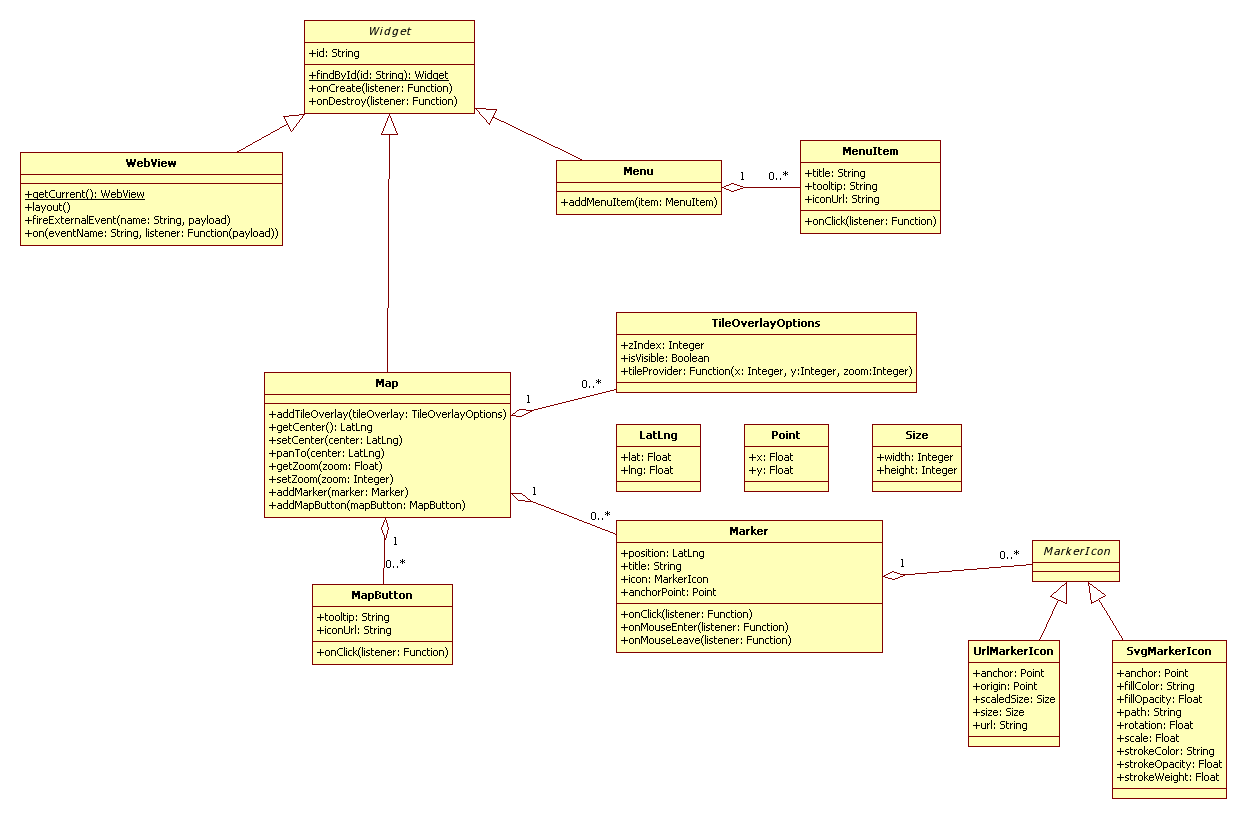 Widget
+id: String
+findById(id: String): Widget
+onCreate(listener: Function)
+onDestroy(listener: Function)
WebView
+getCurrent(): WebView
+layout()
+fireExternalEvent(name: String, payload)
+on(eventName: String, listener: Function(payload))
Menu
+addMenuItem(item: MenuItem)
1
0..*
MenuItem
+title: String
+tooltip: String
+iconUrl: String
+onClick(listener: Function)
TileOverlayOptions
+zIndex: Integer
+isVisible: Boolean
+tileProvider: Function(x: Integer, y:Integer, zoom:Integer)
Map
+addTileOverlay(tileOverlay: TileOverlayOptions)
+getCenter(): LatLng
+setCenter(center: LatLng)
+panTo(center: LatLng)
+getZoom(zoom: Float)
+setZoom(zoom: Integer)
+addMarker(marker: Marker)
+addMapButton(mapButton: MapButton)
1
0..*
LatLng
+lat: Float
+lng: Float
Point
+x: Float
+y: Float
Size
+width: Integer
+height: Integer
1
0..*
Marker
+position: LatLng
+title: String
+icon: MarkerIcon
+anchorPoint: Point
+onClick(listener: Function)
+onMouseEnter(listener: Function)
+onMouseLeave(listener: Function)
1
0..*
MarkerIcon
1
0..*
MapButton
+tooltip: String
+iconUrl: String
+onClick(listener: Function)
UrlMarkerIcon
+anchor: Point
+origin: Point
+scaledSize: Size
+size: Size
+url: String
SvgMarkerIcon
+anchor: Point
+fillColor: String
+fillOpacity: Float
+path: String
+rotation: Float
+scale: Float
+strokeColor: String
+strokeOpacity: Float
+strokeWeight: Float